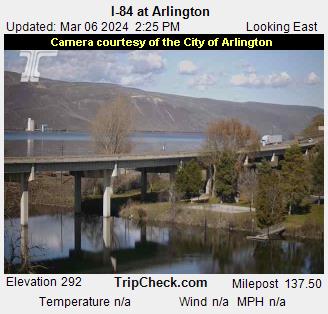 I-84 at Arlington
Updated: Mar 06 2024 2:25 PM Looking East
Camera courtesy of the City of Arlington
Elevation 292 TripCheck.com Milepost 137.50
Temperature n/a Wind n/a MPH n/a